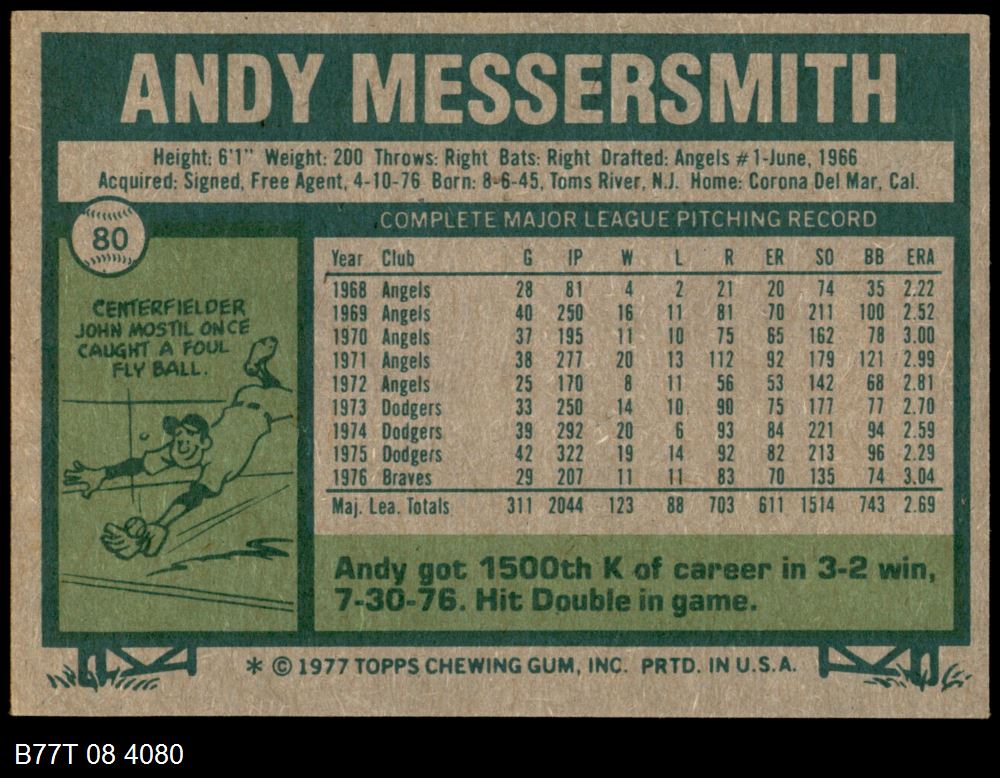 ANDY MESSERSMITH
Height: 6'1" Weight: 200 Throws: Right Bats: Right Drafted: Angels #1-June, 1966
Acquired: Signed, Free Agent, 4-10-76 Born: 8-6-45, Toms River, N.J. Home: Corona Del Mar, Cal.
80
COMPLETE MAJOR LEAGUE PITCHING RECORD
CENTERFIELDER
JOHN MOSTIL ONCE
CAUGHT A FOUL
FLY BALL.
Year Club G IP W L R ER SO BB ERA
1968 Angels 28 81 4 2 21 20 74 35 2.22
1969 Angels 40 250 16 11 81 70 211 100 2.52
1970 Angels 37 195 11 10 75 65 162 78 3.00
1971 Angels 38 277 20 13 112 92 179 121 2.99
1972 Angels 25 170 8 11 56 53 142 68 2.81
1973 Dodgers 33 250 14 10 90 75 177 77 2.70
1974 Dodgers 39 292 20 6 93 84 221 94 2.59
1975 Dodgers 42 322 19 14 92 82 213 96 2.29
1976 Braves 29 207 11 11 83 70 135 74 3.04
Maj. Lea. Totals 311 2044 123 88 703 611 1514 743 2.69
Andy got 1500th K of career in 3-2 win,
7-30-76. Hit Double in game.
* © 1977 TOPPS CHEWING GUM, INC. PRTD. IN U.S.A.
B77T 08 4080